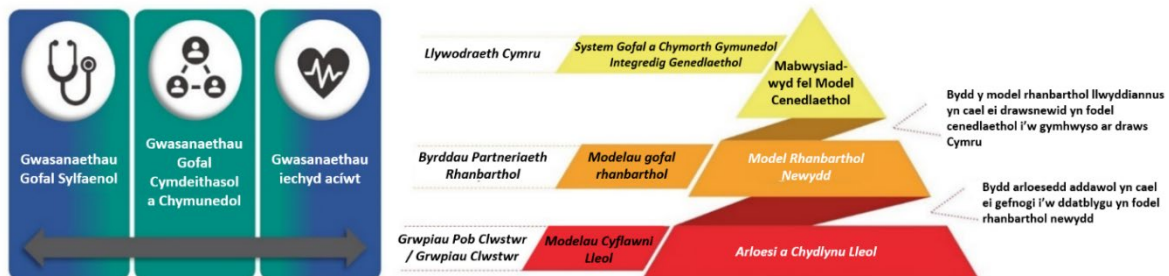 Gwasanaethau
Gofal Sylfaenol
Gwasanaethau
Gofal
Cymdeithasol
a Chymunedol
Gwasanaethau
iechyd aciwt
Llywodraeth Cymru
System Gofal a Chymorth Gymunedol
Integredig Genedlaethol
Mabwysiad-
wyd fel Model
Cenedlaethol
Bydd y model rhanbarthol llwyddiannus
yn cael ei drawsnewid yn fodel
cenedlaethol i'w gymhwyso ar draws
Cymru
Byrddau Partneriaeth
Rhanbarthol
Modelau gofal
rhanbarthol
Model Rhanbarthol
Newydd
Bydd arloesedd addawol yn cael
ei gefnogi i'w ddatblygu yn fodel
rhanbarthol newydd
Grwpiau Pob Clwstwr
/ Grwpiau Clwstwr
Modelau Cyflawni
Lleol
Arloesi a Chydlynu Lleol